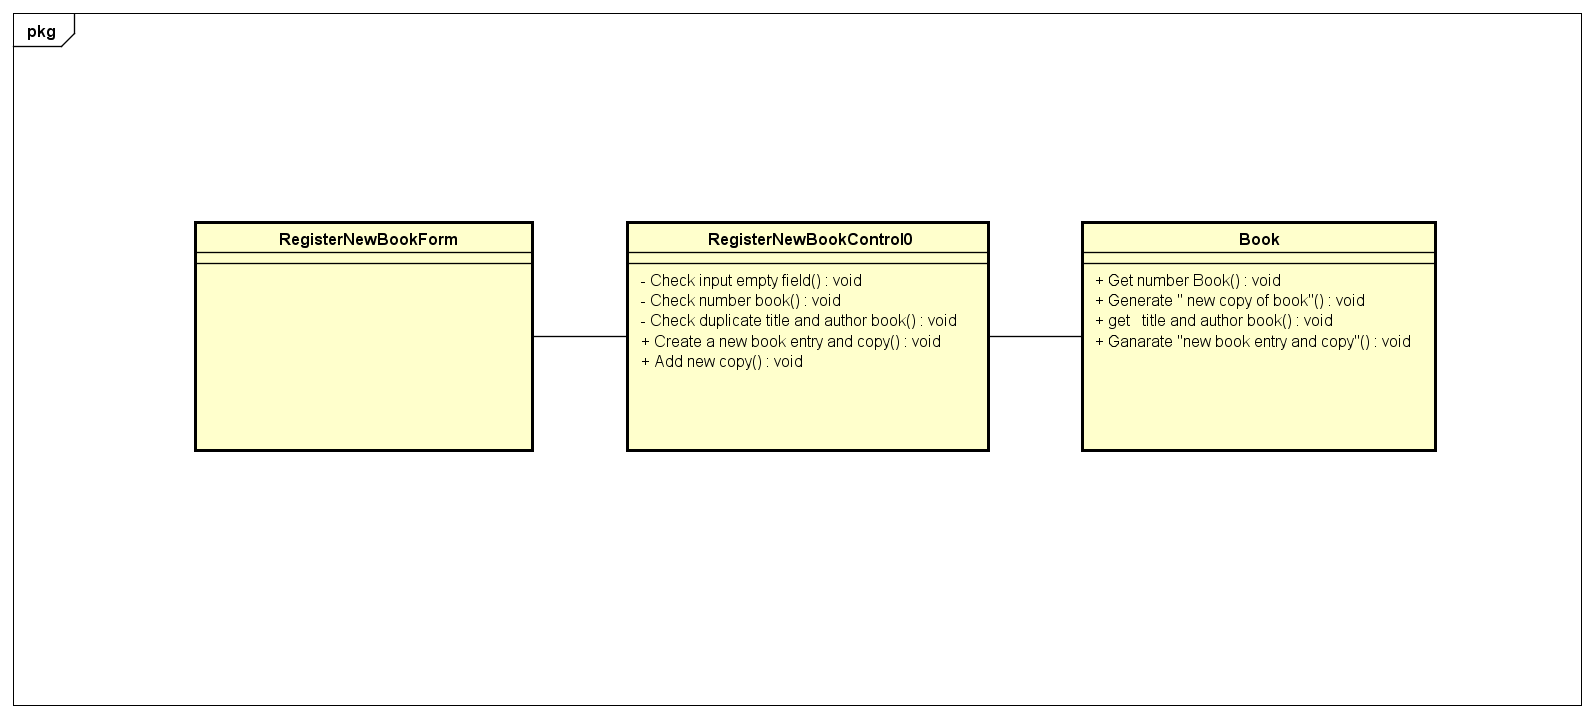 pkg
RegisterNewBookForm
RegisterNewBookControl0
- Check input empty field() : void
- Check number book() : void
- Check duplicate title and author book() : void
+ Create a new book entry and copy() : void
+ Add new copy() : void
Book
+ Get number Book() : void
+ Generate " new copy of book"() : void
+ get   title and author book() : void
+ Ganarate "new book entry and copy"() : void